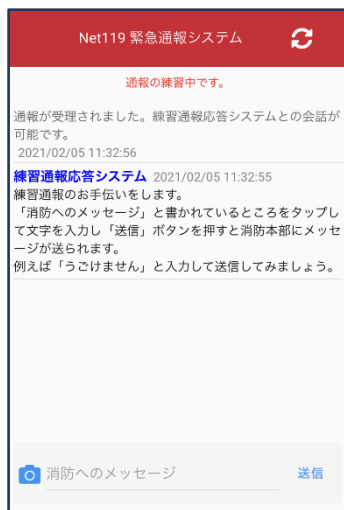 Net119 緊急通報システム
通報の練習中です。
通報が受理されました。練習通報応答システムとの会話が
可能です。
2021/02/05 11:32:56
練習通報応答システム 2021/02/05 11:32:55
練習通報のお手伝いをします。
「消防へのメッセージ」と書かれているところをタップし
て文字を入力し「送信」ボタンを押すと消防本部にメッセ
ージが送られます。
例えば「うごけません」と入力して送信してみましょう。
消防へのメッセージ 送信